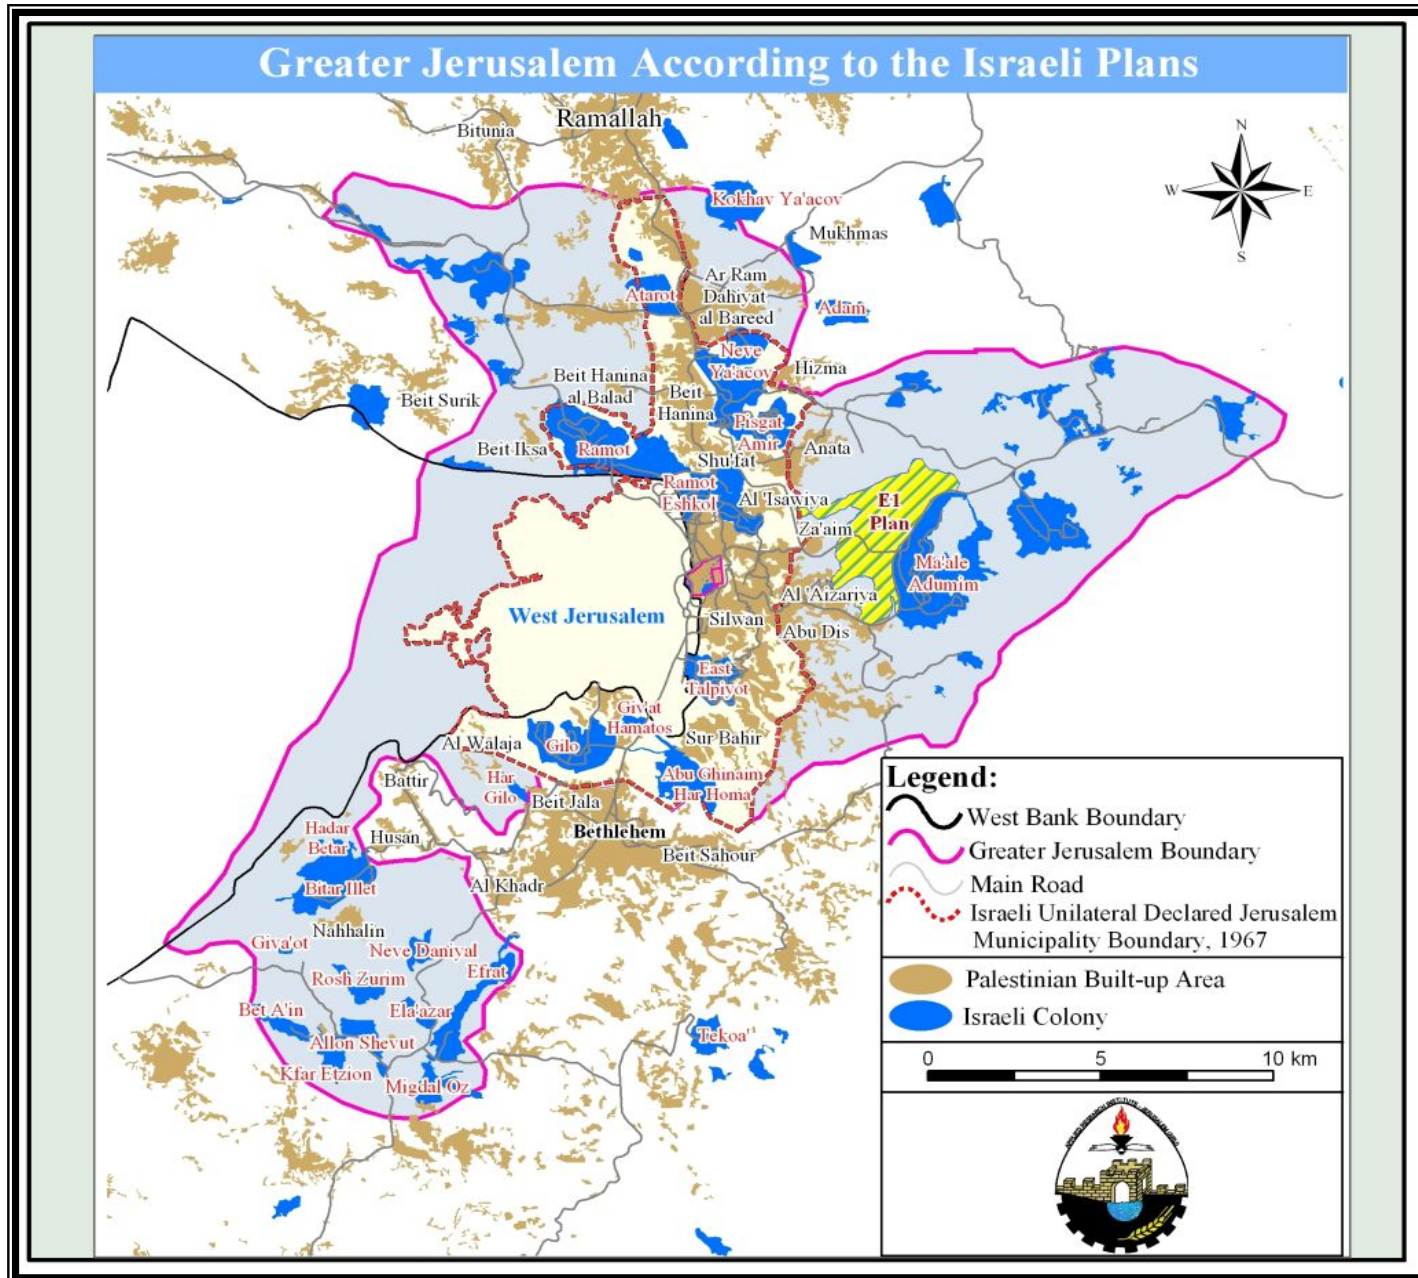 Greater Jerusalem According to the Israeli Plans
Ramallah
Bitunia
N
W
E
S
Kokhav Ya'acov
Mukhmas
Ar Ram
Dahiyat
al Bareed
Atarot
Adam
Neve
Ya'acov
Hizma
Beit Hanina
al Balad
Beit
Hanina
Beit Surik
Pisgat
Amir
Beit Iksa
Ramot
Anata
Shu'fat
Ramot
Eshkol
Al 'Isawiya
E1
Plan
Za'aim
Ma'ale
Adumim
Al 'Aizariya
West Jerusalem
Silwan
Abu Dis
East
Talpiyot
Giv'at
Hamatos
Al Walaja
Gilo
Sur Bahir
Battir
Har
Gilo
Abu Ghinaim
Har Homa
Beit Jala
Hadar
Betar
Husan
Bethlehem
Beit Sahour
Bitar Illet
Al Khadr
Nahhalin
Giva'ot
Neve Daniyal
Efrat
Rosh Zurim
Bet A'in
Ela'azar
Allon Shevut
Tekoa'
Kfar Etzion
Migdal Oz
Legend:
West Bank Boundary
Greater Jerusalem Boundary
Main Road
Israeli Unilateral Declared Jerusalem
Municipality Boundary, 1967
Palestinian Built-up Area
Israeli Colony
0 5 10 km
APPLIED RESEARCH INSTITUTE - JERUSALEM (ARIJ)